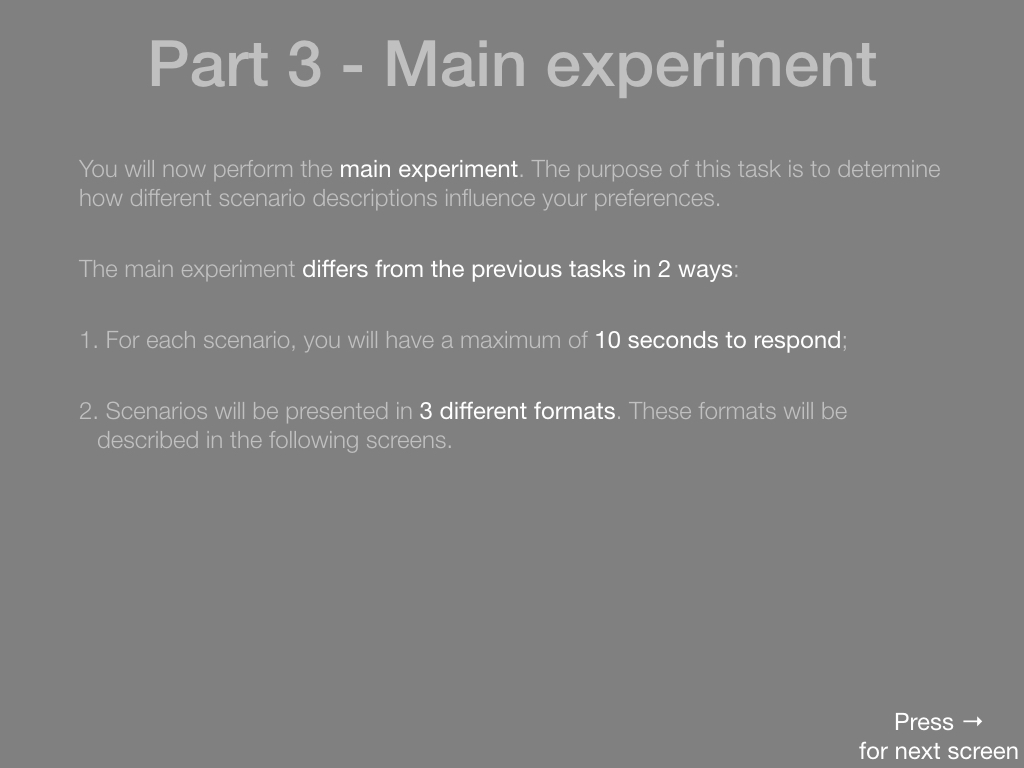 Part 3 - Main experiment
You will now perform the main experiment. The purpose of this task is to determine
how different scenario descriptions influence your preferences.
The main experiment differs from the previous tasks in 2 ways:
1. For each scenario, you will have a maximum of 10 seconds to respond;
2. Scenarios will be presented in 3 different formats. These formats will be
described in the following screens.
Press →
for next screen